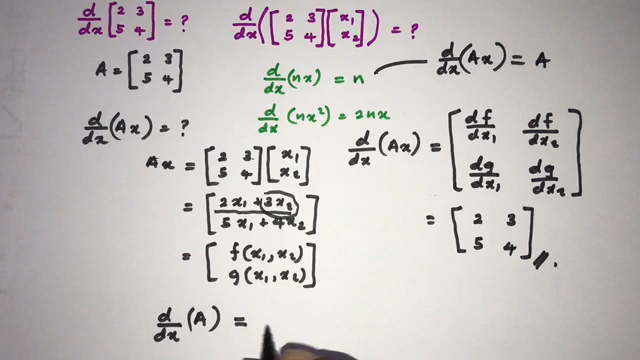 d/dx [2 3; 5 4] = ?
d/dx ([2 3; 5 4] [x₁; x₂]) = ?
A = [2 3; 5 4]
d/dx (nx) = n
d/dx (nx²) = 2nx
d/dx (Ax) = A
d/dx (Ax) = ?
Ax = [2 3; 5 4] [x₁; x₂]
= [2x₁ + 3x₂; 5x₁ + 4x₂]
= [f(x₁, x₂); g(x₁, x₂)]
d/dx (Ax) = [df/dx₁ df/dx₂; dg/dx₁ dg/dx₂]
= [2 3; 5 4]
d/dx (A) =